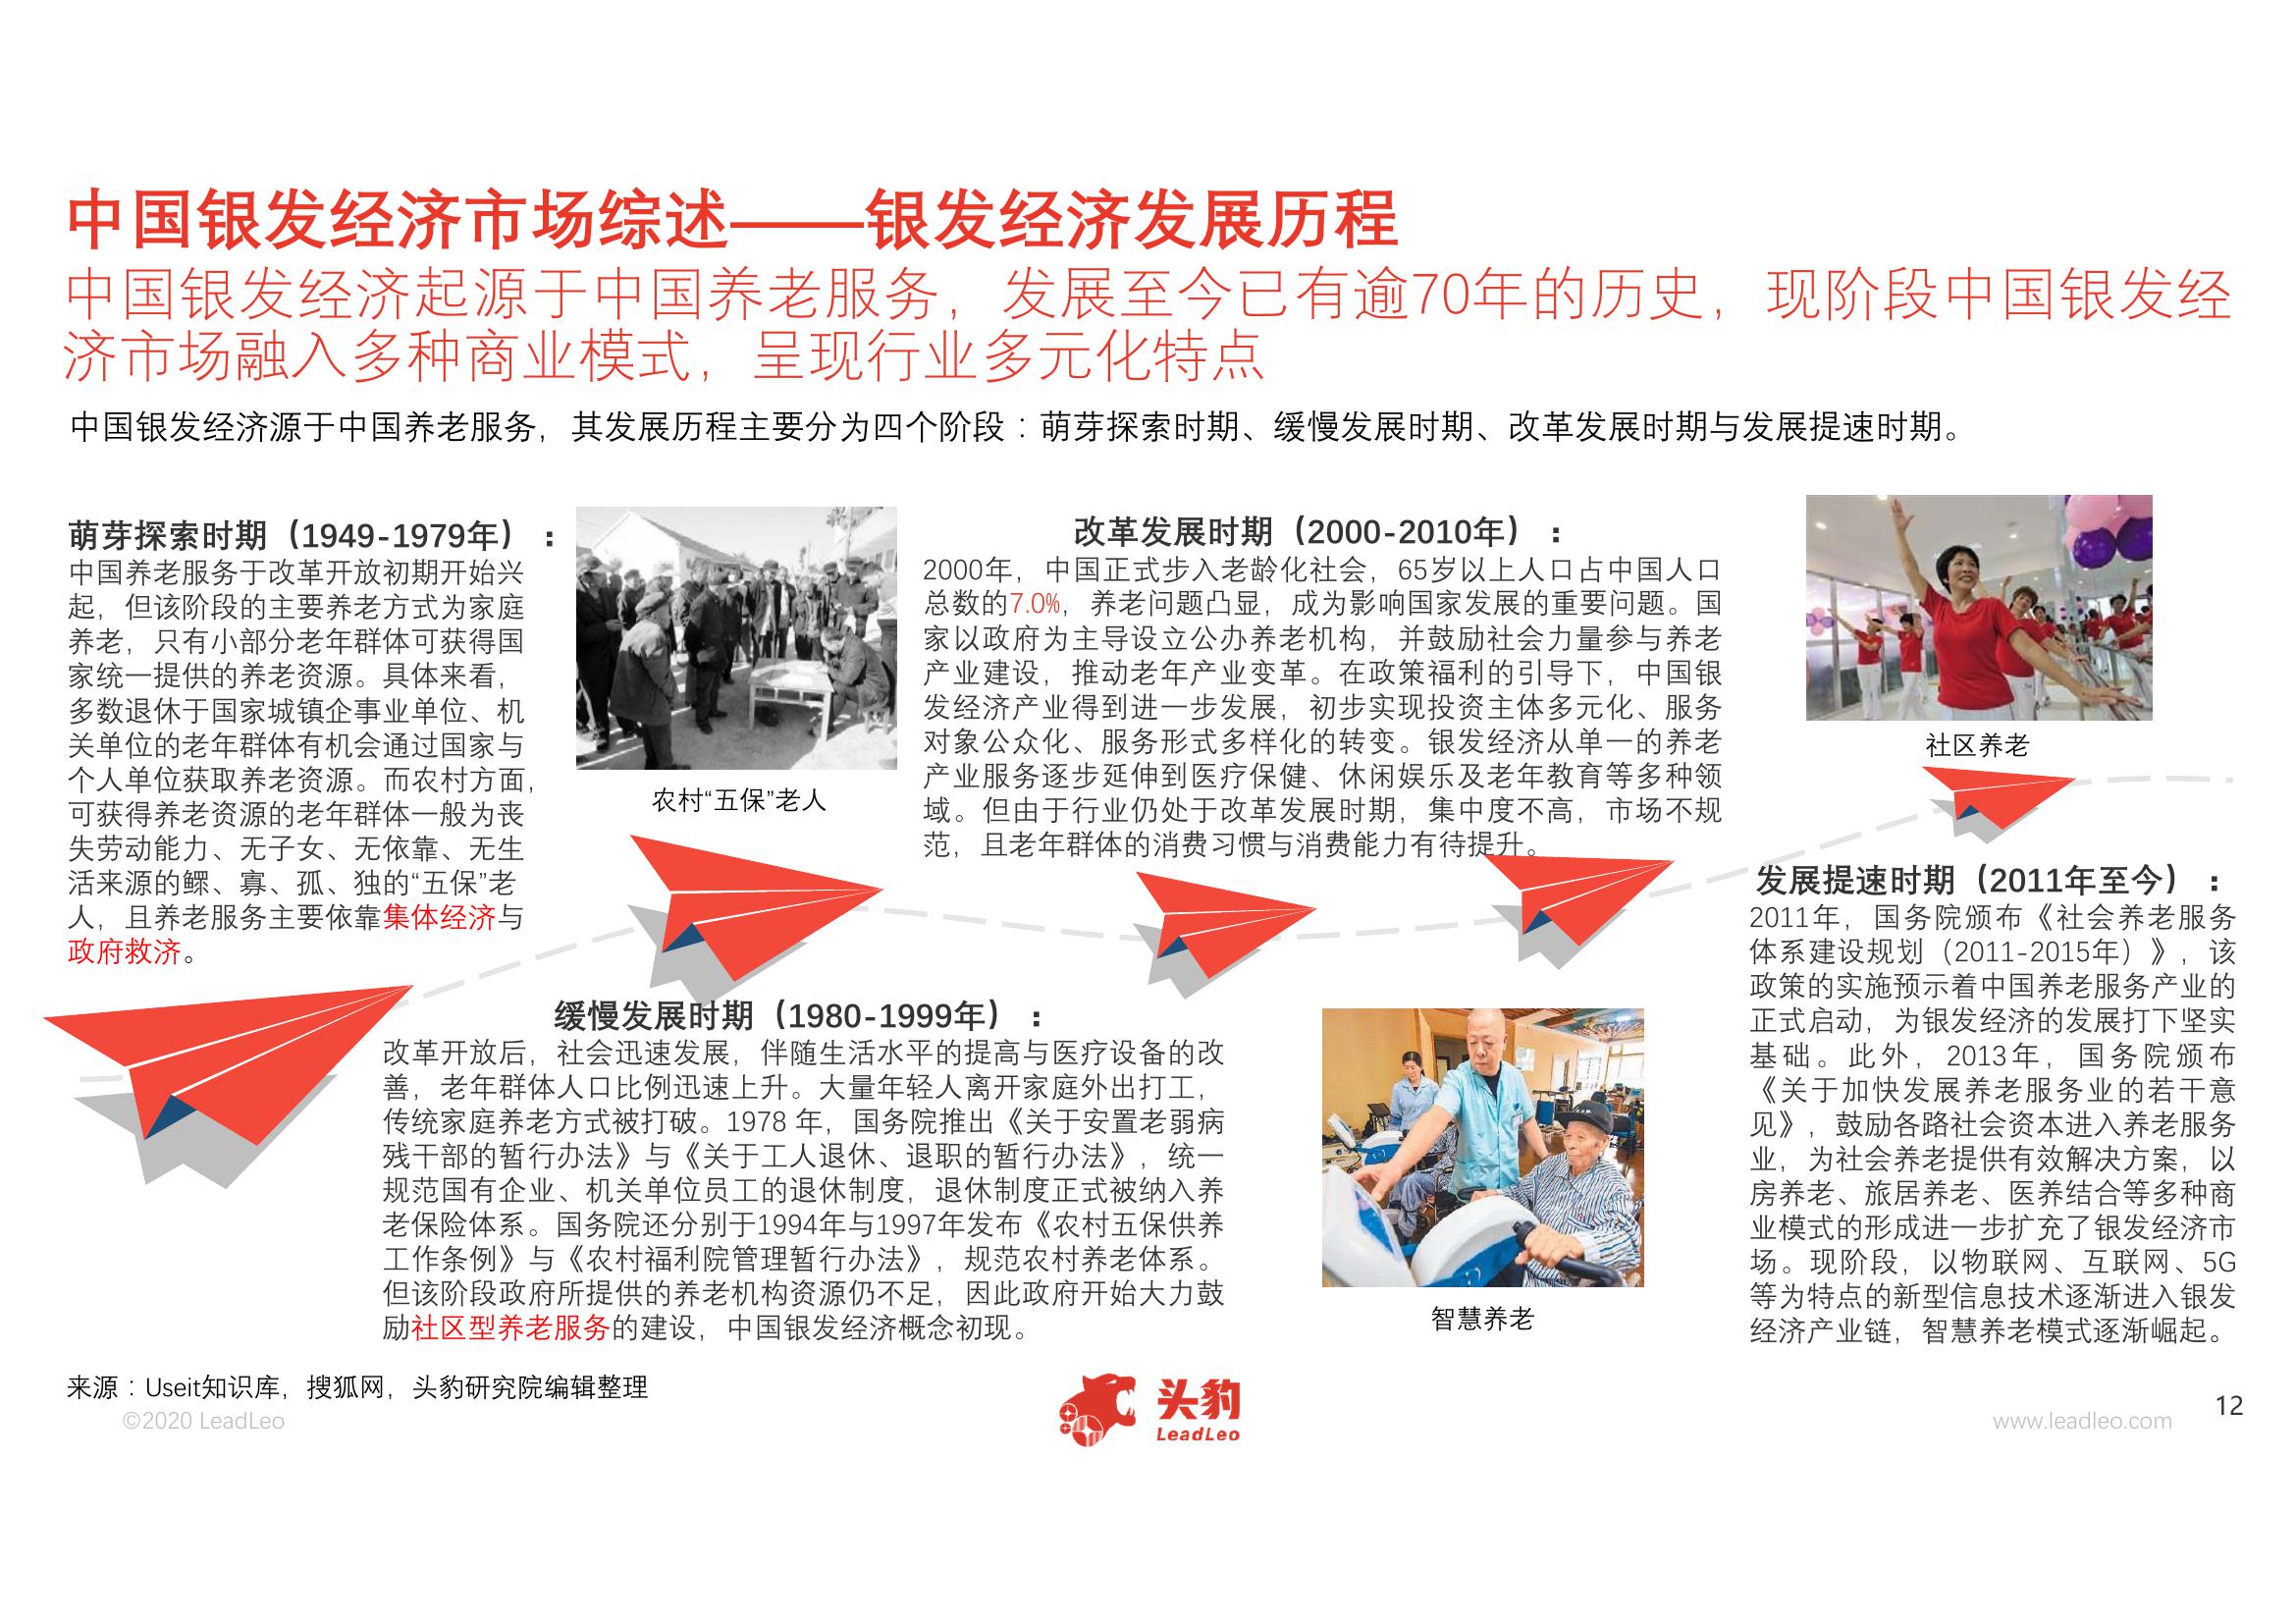 中国银发经济市场综述——银发经济发展历程
中国银发经济起源于中国养老服务，发展至今已有逾70年的历史，现阶段中国银发经
济市场融入多种商业模式，呈现行业多元化特点
中国银发经济源于中国养老服务，其发展历程主要分为四个阶段：萌芽探索时期、缓慢发展时期、改革发展时期与发展提速时期。
萌芽探索时期（1949-1979年）：
中国养老服务于改革开放初期开始兴
起，但该阶段的主要养老方式为家庭
养老，只有小部分老年群体可获得国
家统一提供的养老资源。具体来看，
多数退休于国家城镇企事业单位、机
关单位的老年群体有机会通过国家与
个人单位获取养老资源。而农村方面，
可获得养老资源的老年群体一般为丧
失劳动能力、无子女、无依靠、无生
活来源的鳏、寡、孤、独的“五保”老
人，且养老服务主要依靠集体经济与
政府救济。
农村“五保”老人
缓慢发展时期（1980-1999年）：
改革开放后，社会迅速发展，伴随生活水平的提高与医疗设备的改
善，老年群体人口比例迅速上升。大量年轻人离开家庭外出打工，
传统家庭养老方式被打破。1978 年，国务院推出《关于安置老弱病
残干部的暂行办法》与《关于工人退休、退职的暂行办法》，统一
规范国有企业、机关单位员工的退休制度，退休制度正式被纳入养
老保险体系。国务院还分别于1994年与1997年发布《农村五保供养
工作条例》与《农村福利院管理暂行办法》，规范农村养老体系。
但该阶段政府所提供的养老机构资源仍不足，因此政府开始大力鼓
励社区型养老服务的建设，中国银发经济概念初现。
改革发展时期（2000-2010年）：
2000年，中国正式步入老龄化社会，65岁以上人口占中国人口
总数的7.0%，养老问题凸显，成为影响国家发展的重要问题。国
家以政府为主导设立公办养老机构，并鼓励社会力量参与养老
产业建设，推动老年产业变革。在政策福利的引导下，中国银
发经济产业得到进一步发展，初步实现投资主体多元化、服务
对象公众化、服务形式多样化的转变。银发经济从单一的养老
产业服务逐步延伸到医疗保健、休闲娱乐及老年教育等多种领
域。但由于行业仍处于改革发展时期，集中度不高，市场不规
范，且老年群体的消费习惯与消费能力有待提升。
智慧养老
社区养老
发展提速时期（2011年至今）：
2011年，国务院颁布《社会养老服务
体系建设规划（2011-2015年）》，该
政策的实施预示着中国养老服务产业的
正式启动，为银发经济的发展打下坚实
基础。此外，2013年，国务院颁布
《关于加快发展养老服务业的若干意
见》，鼓励各路社会资本进入养老服务
业，为社会养老提供有效解决方案，以
房养老、旅居养老、医养结合等多种商
业模式的形成进一步扩充了银发经济市
场。现阶段，以物联网、互联网、5G
等为特点的新型信息技术逐渐进入银发
经济产业链，智慧养老模式逐渐崛起。
来源：Useit知识库，搜狐网，头豹研究院编辑整理
©2020 LeadLeo
头豹
LeadLeo
www.leadleo.com
12